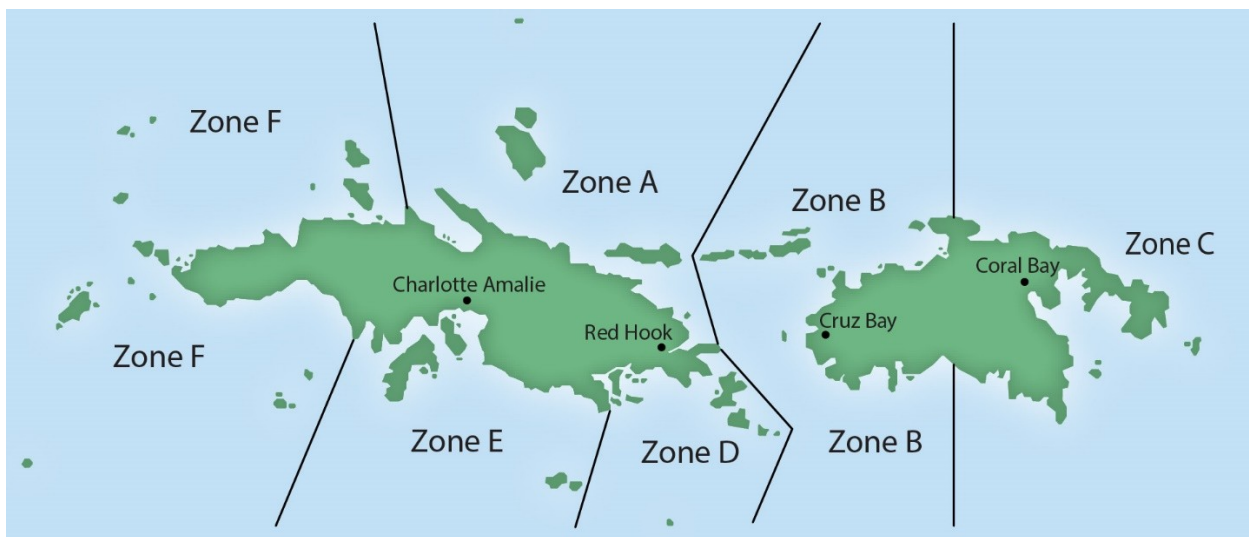 Zone F
Zone A
Zone B
Zone C
Coral Bay
Charlotte Amalie
Cruz Bay
Red Hook
Zone F
Zone E
Zone D
Zone B